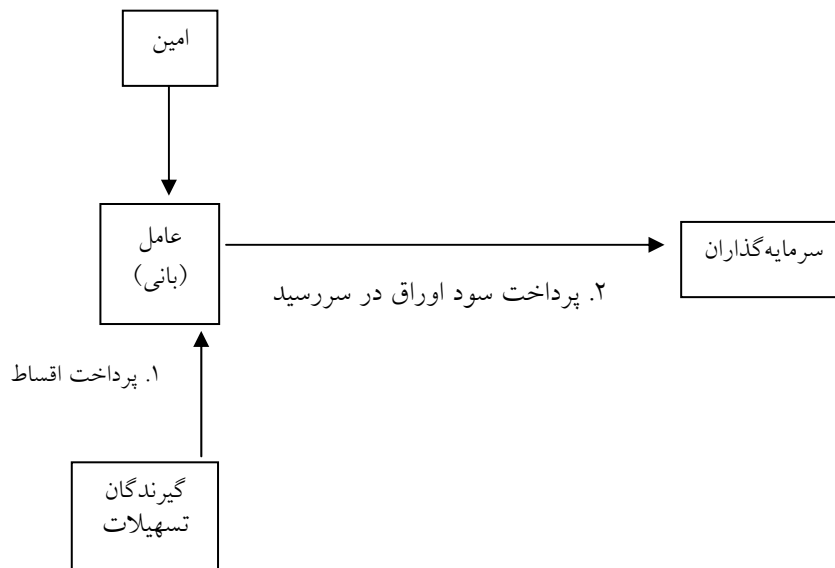 امین
عامل
(بانی)
سرمایه‌گذاران
۲. پرداخت سود اوراق در سررسید
۱. پرداخت اقساط
گیرندگان
تسهیلات